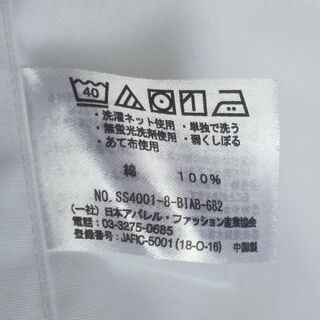 40
・洗濯ネット使用 ・単独で洗う
・無蛍光洗剤使用 ・弱くしぼる
・あて布使用
綿 100%
NO. SS4001-8-BIAB-682
(一社) 日本アパレル・ファッション産業協会
電話: 03-3275-0685
登録番号: JAFIC-5001 (18-O-16) 中国製